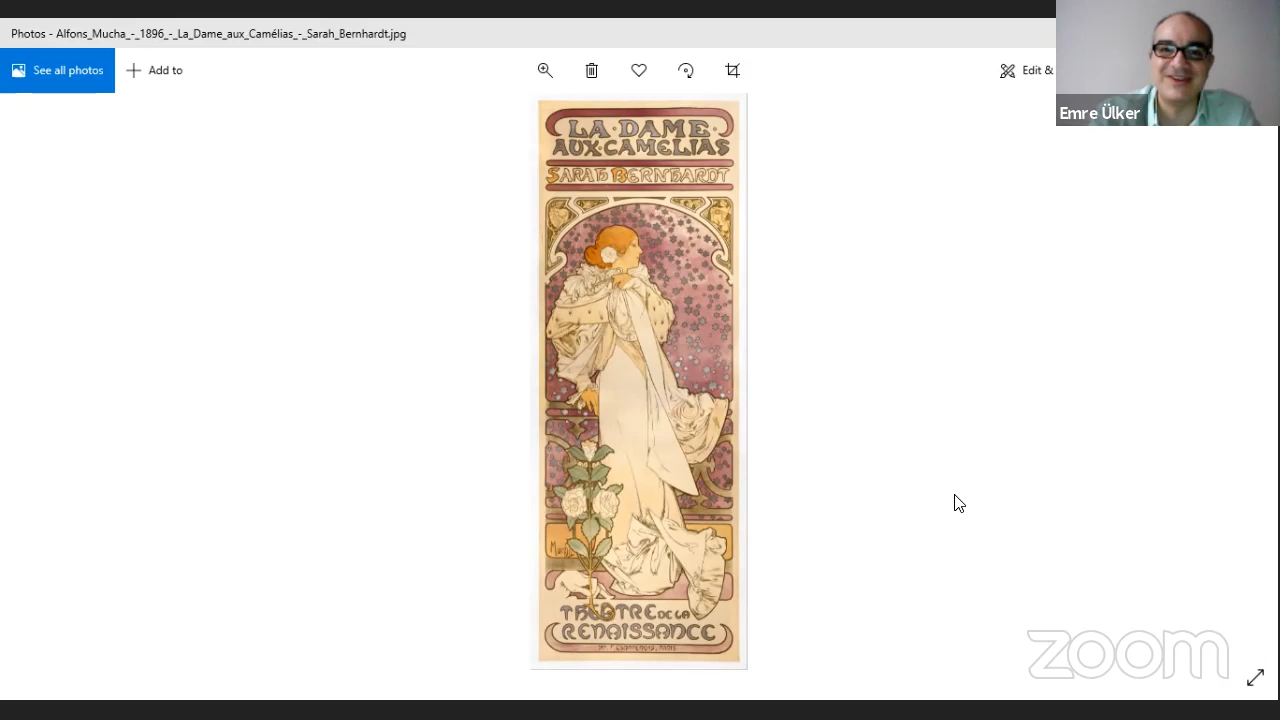 Photos - Alfons_Mucha_-_1896_-_La_Dame_aux_Camélias_-_Sarah_Bernhardt.jpg
See all photos
Add to
Edit &
Emre Ülker
LA·DAME·
AUX·CAMELIAS
SARAH BERNHARDT
Mucha
THEATRE DE LA
RENAISSANCE
zoom